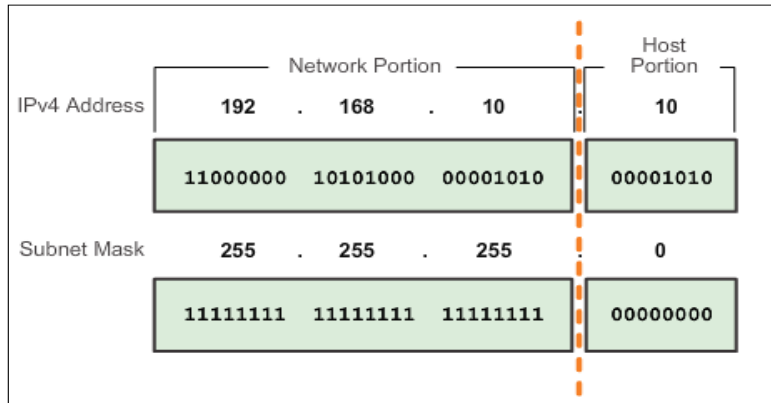 Host
Network Portion Portion
IPv4 Address 192 . 168 . 10 . 10
11000000 10101000 00001010 00001010
Subnet Mask 255 . 255 . 255 . 0
11111111 11111111 11111111 00000000